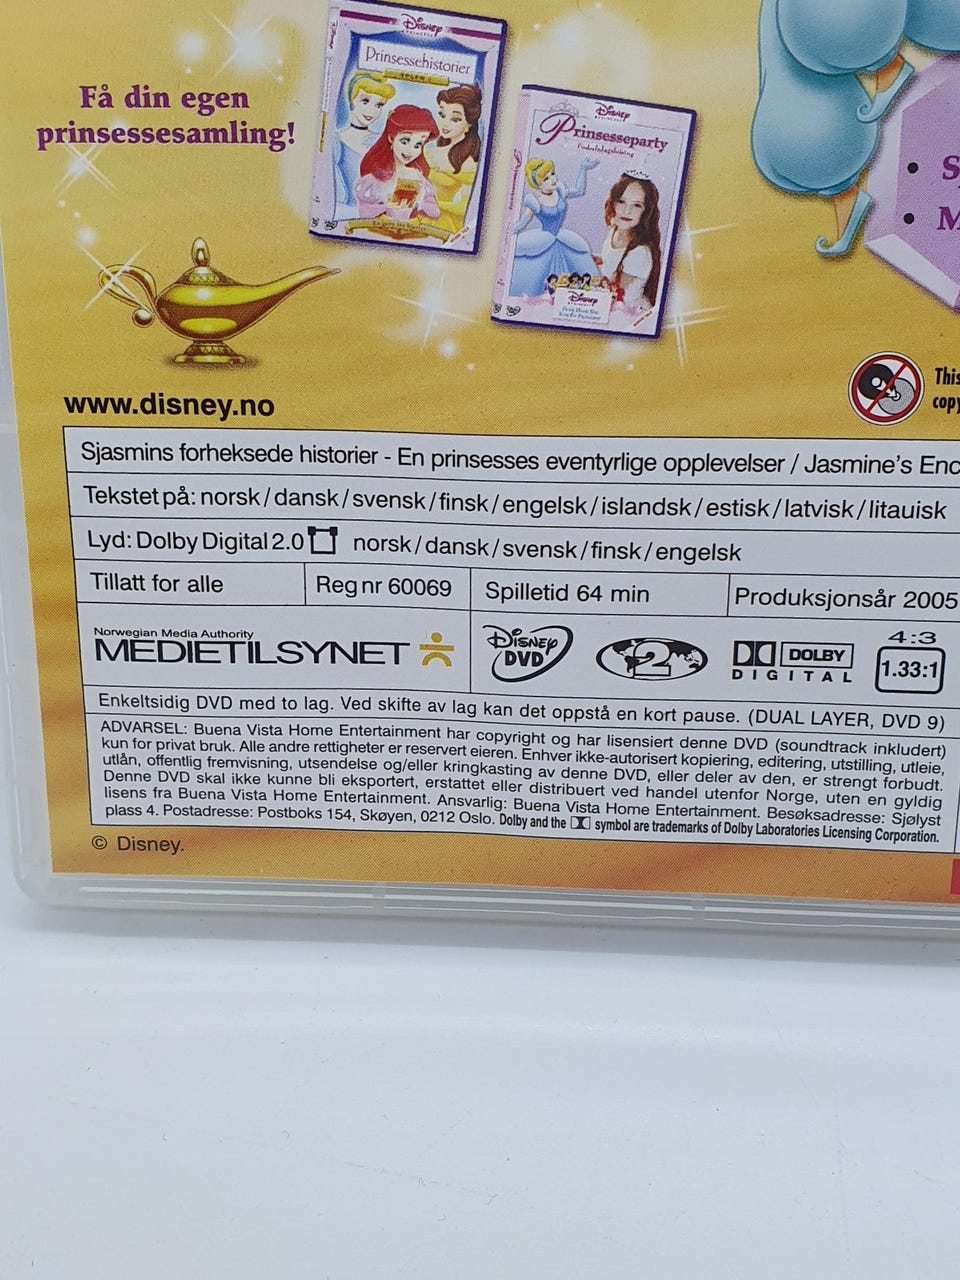 Få din egen
prinsessesamling!
Disney
Prinsessehistorier
Disney
Prinsesseparty
Disney
S
M
www.disney.no
This
copy
Sjasmins forheksede historier - En prinsesses eventyrlige opplevelser / Jasmine's Enc
Tekstet på: norsk / dansk / svensk / finsk / engelsk / islandsk / estisk / latvisk / litauisk
Lyd: Dolby Digital 2.0 norsk / dansk / svensk / finsk / engelsk
Tillatt for alle Reg nr 60069 Spilletid 64 min Produksjonsår 2005
Norwegian Media Authority
MEDIETILSYNET
DISNEY
DVD
2
DOLBY
DIGITAL
4:3
1.33:1
Enkeltsidig DVD med to lag. Ved skifte av lag kan det oppstå en kort pause. (DUAL LAYER, DVD 9)
ADVARSEL: Buena Vista Home Entertainment har copyright og har lisensiert denne DVD (soundtrack inkludert)
kun for privat bruk. Alle andre rettigheter er reservert eieren. Enhver ikke-autorisert kopiering, editering, utstilling, utleie,
utlån, offentlig fremvisning, utsendelse og/eller kringkasting av denne DVD, eller deler av den, er strengt forbudt.
Denne DVD skal ikke kunne bli eksportert, erstattet eller distribuert ved handel utenfor Norge, uten en gyldig
lisens fra Buena Vista Home Entertainment. Ansvarlig: Buena Vista Home Entertainment. Besøksadresse: Sjølyst
plass 4. Postadresse: Postboks 154, Skøyen, 0212 Oslo. Dolby and the symbol are trademarks of Dolby Laboratories Licensing Corporation.
© Disney.